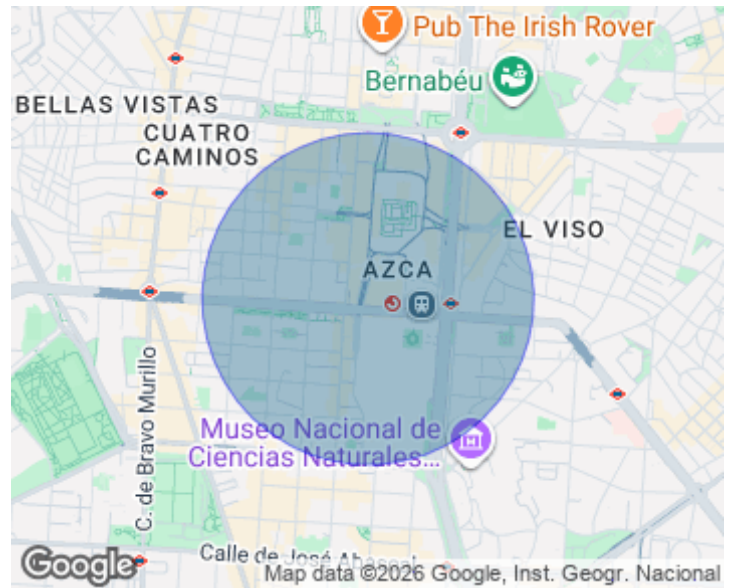 Pub The Irish Rover
Bernabéu
BELLAS VISTAS
CUATRO
CAMINOS
EL VISO
AZCA
C. de Bravo Murillo
Museo Nacional de
Ciencias Naturales...
Calle de José Abascal
Google
Map data ©2026 Google, Inst. Geogr. Nacional